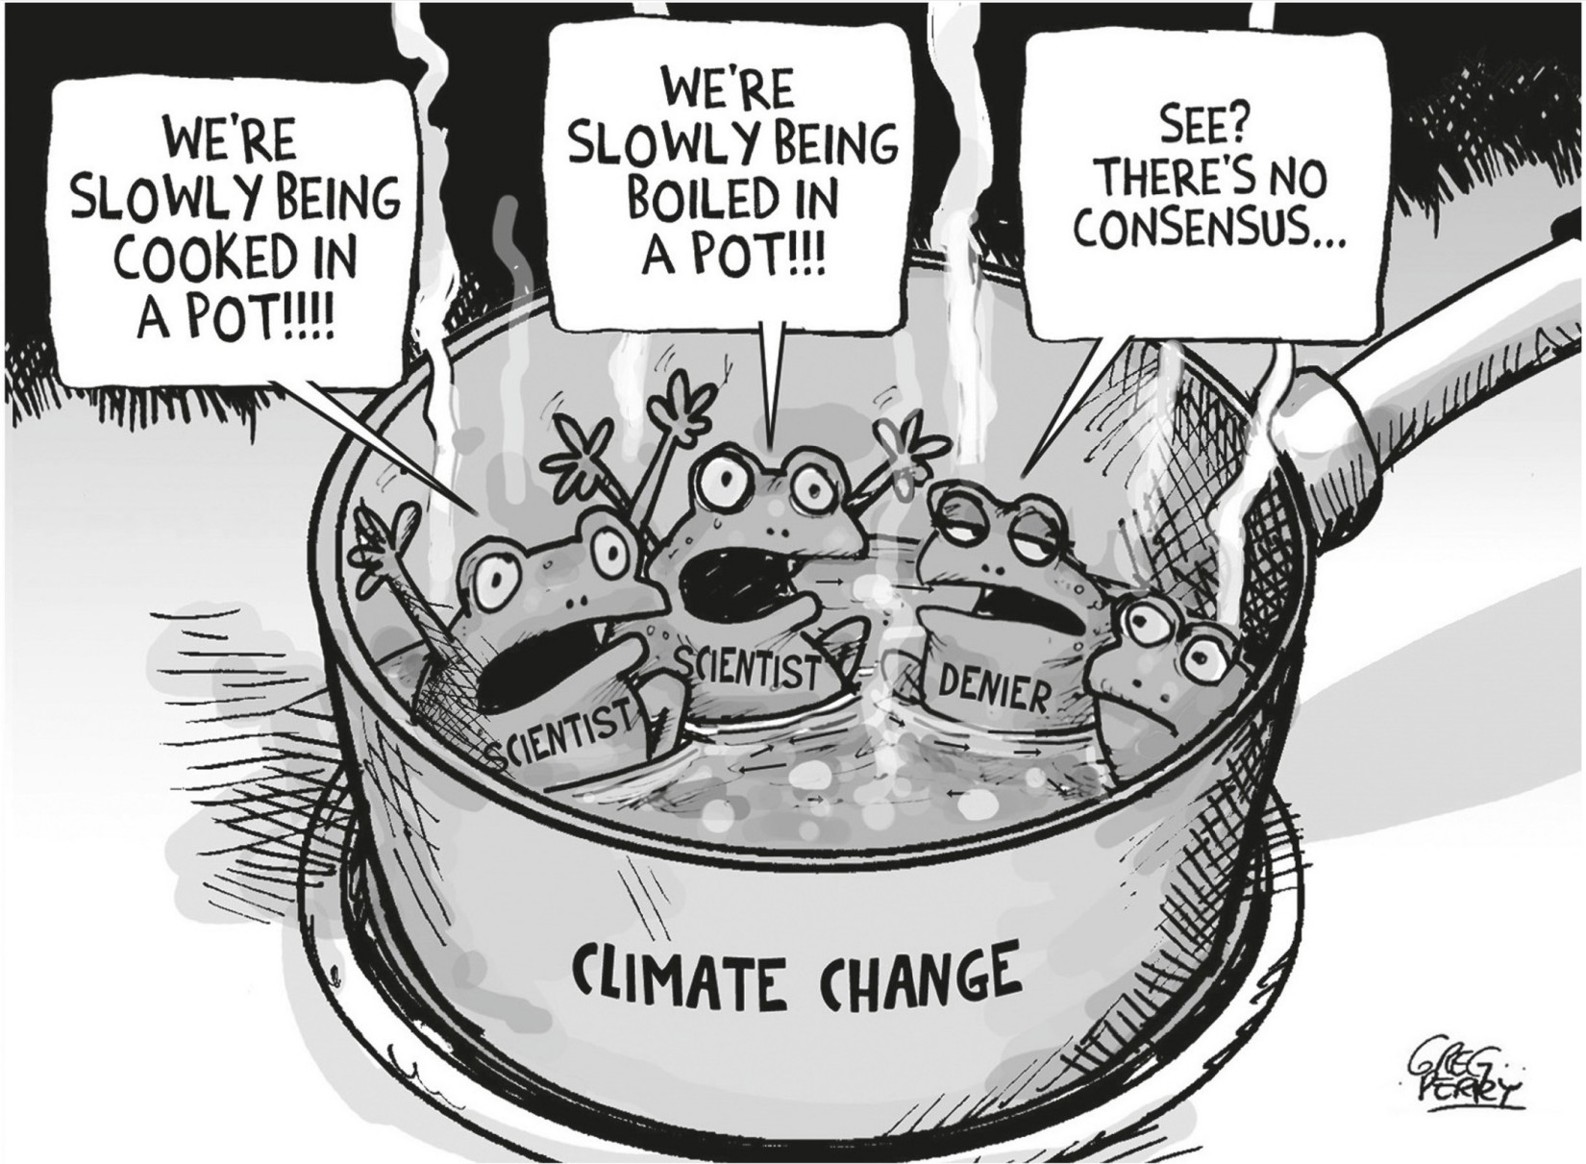 WE'RE
SLOWLY BEING
COOKED IN
A POT!!!!
WE'RE
SLOWLY BEING
BOILED IN
A POT!!!
SEE?
THERE'S NO
CONSENSUS...
SCIENTIST
SCIENTIST
DENIER
CLIMATE CHANGE
GREG
PERRY